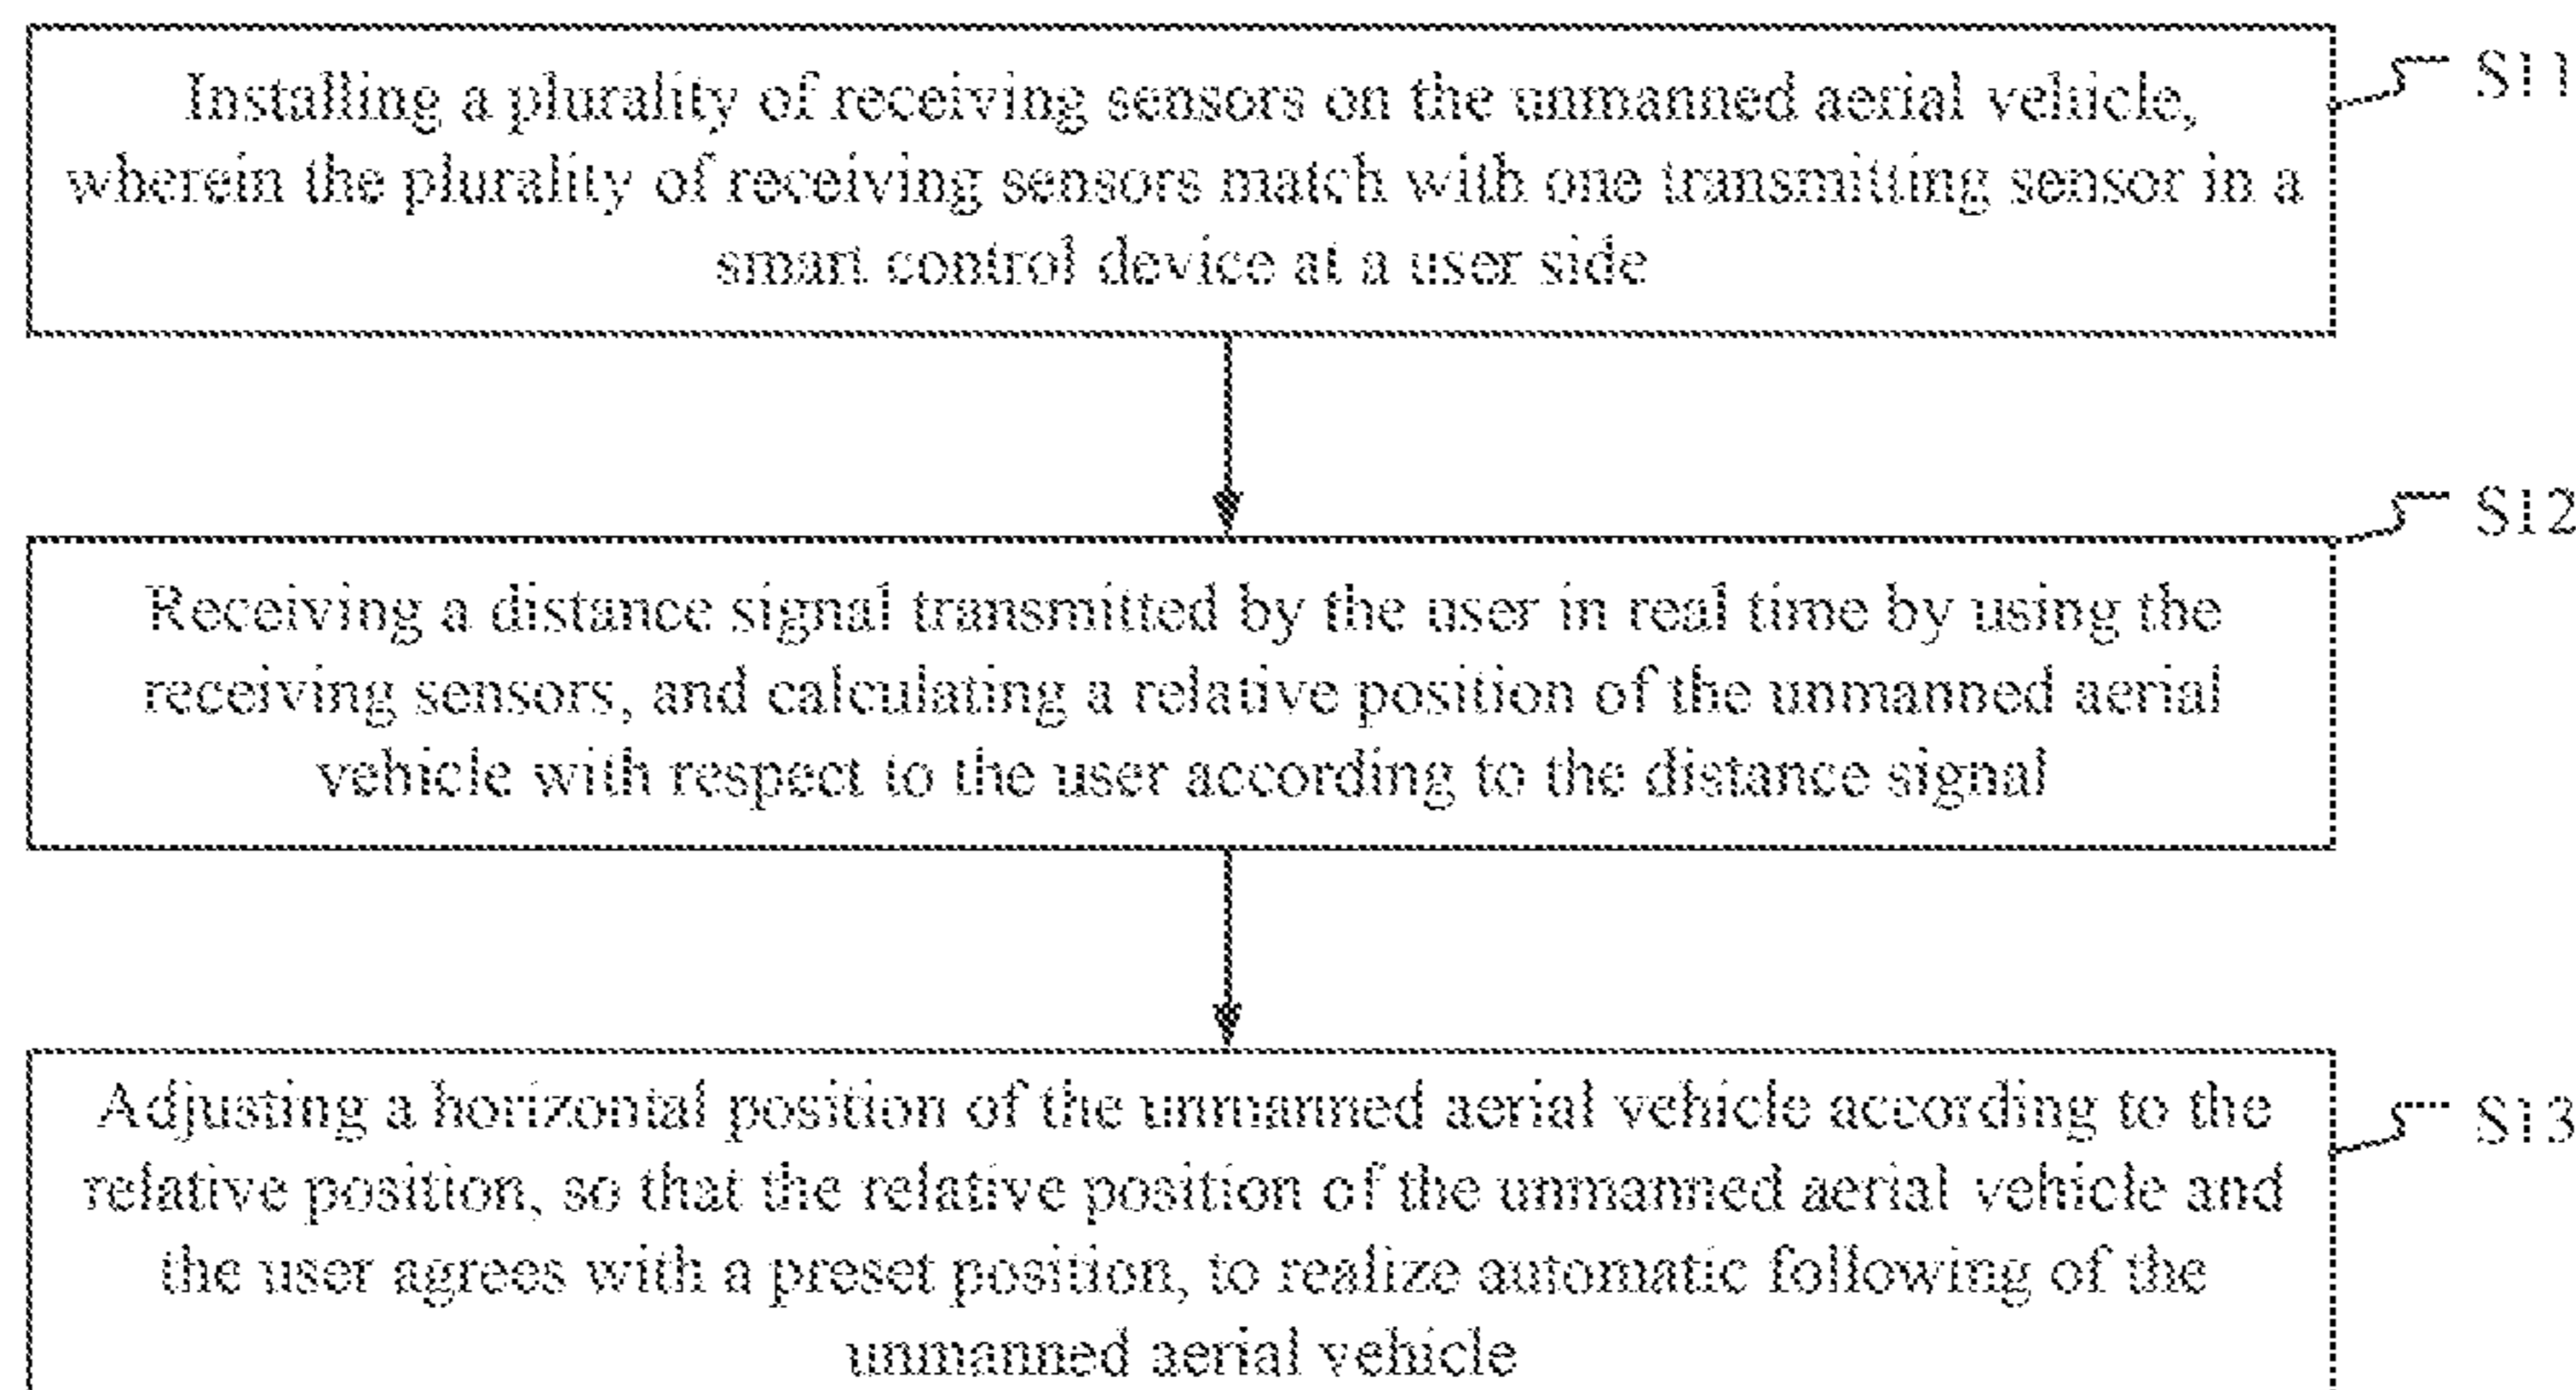 Installing a plurality of receiving sensors on the unmanned aerial vehicle,
wherein the plurality of receiving sensors match with one transmitting sensor in a
smart control device at a user side
S11
S12
Receiving a distance signal transmitted by the user in real time by using the
receiving sensors, and calculating a relative position of the unmanned aerial
vehicle with respect to the user according to the distance signal
Adjusting a horizontal position of the unmanned aerial vehicle according to the
relative position, so that the relative position of the unmanned aerial vehicle and
the user agrees with a preset position, to realize automatic following of the
unmanned aerial vehicle
S13